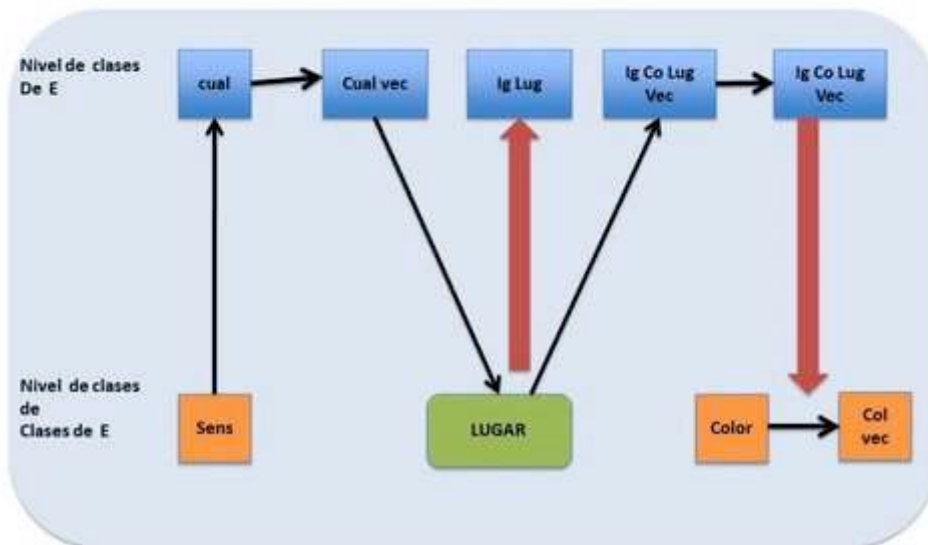 Nivel de clases
De E
cual
Cual vec
Ig Lug
Ig Co Lug
Vec
Ig Co Lug
Vec
Nivel de clases
de
Clases de E
Sens
LUGAR
Color
Col
vec